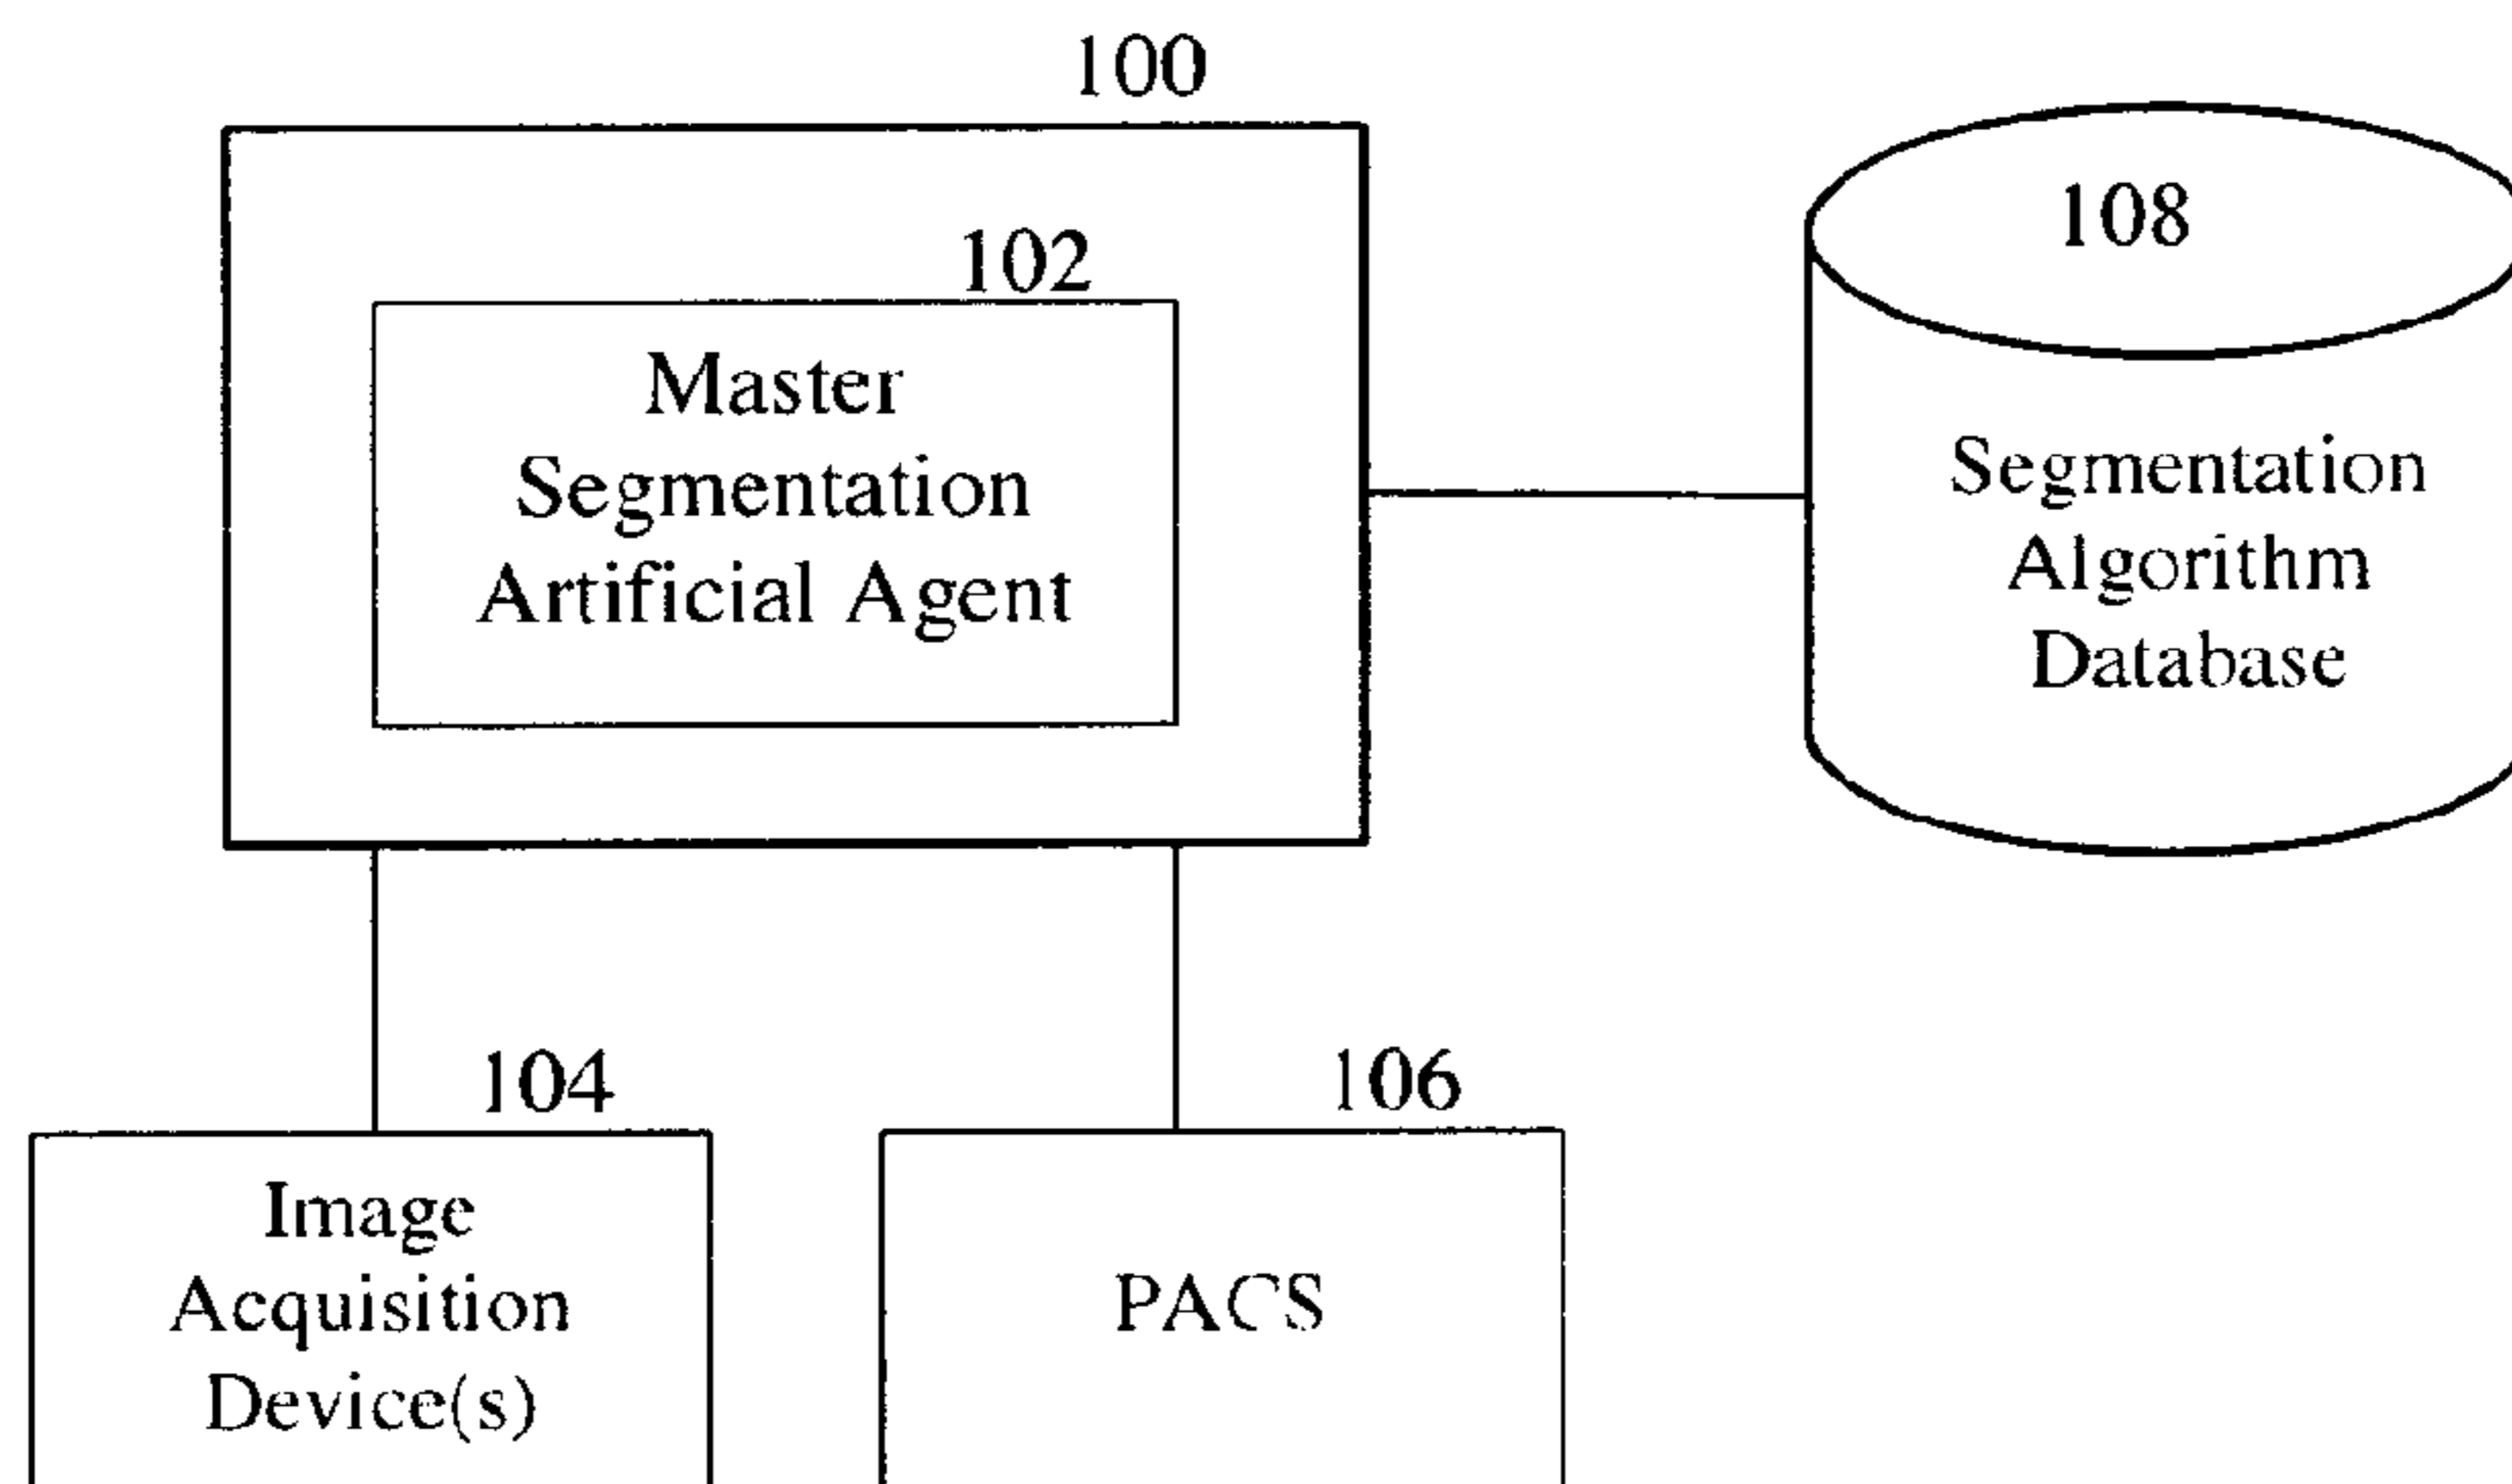 100
102
Master
Segmentation
Artificial Agent
108
Segmentation
Algorithm
Database
104
Image
Acquisition
Device(s)
106
PACS